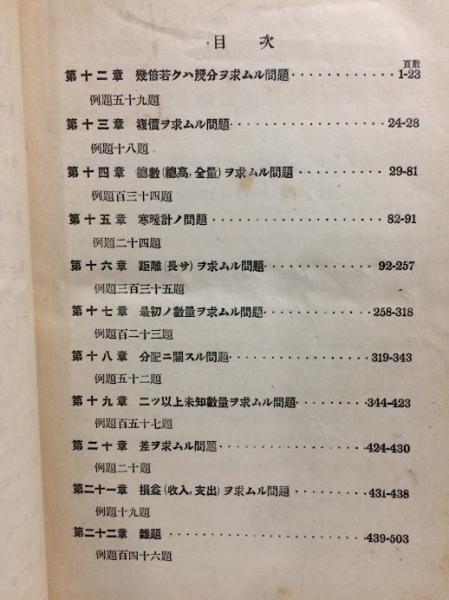 目次
頁數
第十二章 幾倍若クハ幾分ヲ求ムル問題············1-23
例題五十九題
第十三章 複價ヲ求ムル問題················24-28
例題十八題
第十四章 總數(總高,全量)ヲ求ムル問題···········29-81
例題百三十四題
第十五章 寒暖計ノ問題·················82-91
例題二十四題
第十六章 距離(長サ)ヲ求ムル問題············92-257
例題三百三十五題
第十七章 最初ノ數量ヲ求ムル問題············258-318
例題百二十三題
第十八章 分配ニ關スル問題··············319-343
例題五十二題
第十九章 二ツ以上未知數量ヲ求ムル問題········344-423
例題百五十七題
第二十章 差ヲ求ムル問題···············424-430
例題二十題
第二十一章 損益(收入,支出)ヲ求ムル問題·········431-438
例題十九題
第二十二章 雜題···················439-503
例題百四十六題